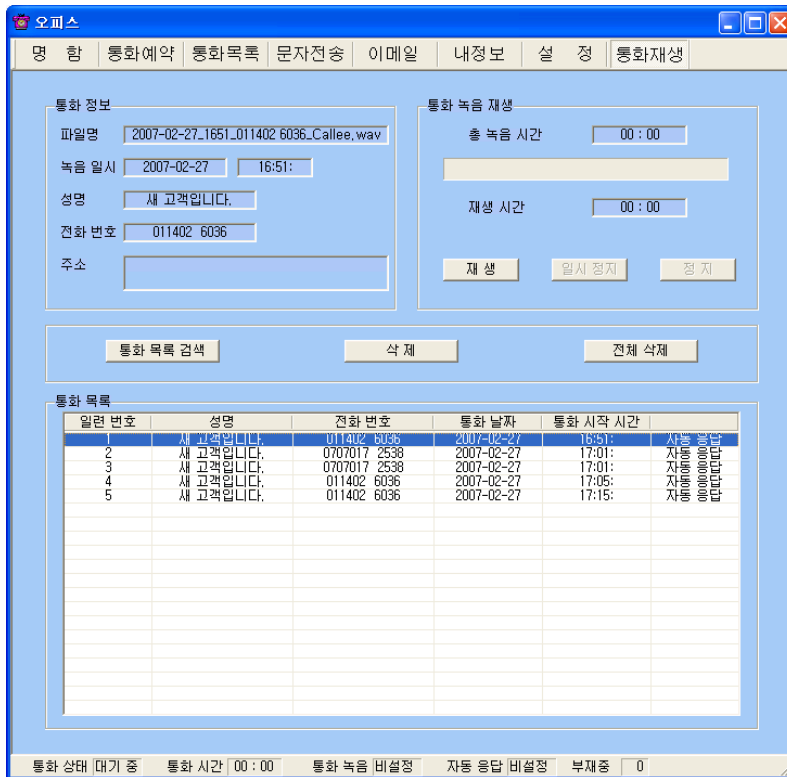 오피스
명 함 통화예약 통화목록 문자전송 이메일 내정보 설 정 통화재생
통화 정보
파일명 2007-02-27_1651_011402 6036_Callee.wav
녹음 일시 2007-02-27 16:51:
성명 새 고객입니다.
전화 번호 011402 6036
주소
통화 녹음 재생
총 녹음 시간 00 : 00
재생 시간 00 : 00
재 생 일시 정지 정 지
통화 목록 검색 삭 제 전체 삭제
통화 목록
일련 번호 성명 전화 번호 통화 날짜 통화 시작 시간
1 새 고객입니다. 011402 6036 2007-02-27 16:51: 자동 응답
2 새 고객입니다. 0707017 2538 2007-02-27 17:01: 자동 응답
3 새 고객입니다. 0707017 2538 2007-02-27 17:01: 자동 응답
4 새 고객입니다. 011402 6036 2007-02-27 17:05: 자동 응답
5 새 고객입니다. 011402 6036 2007-02-27 17:15: 자동 응답
통화 상태 대기 중 통화 시간 00 : 00 통화 녹음 비설정 자동 응답 비설정 부재중 0